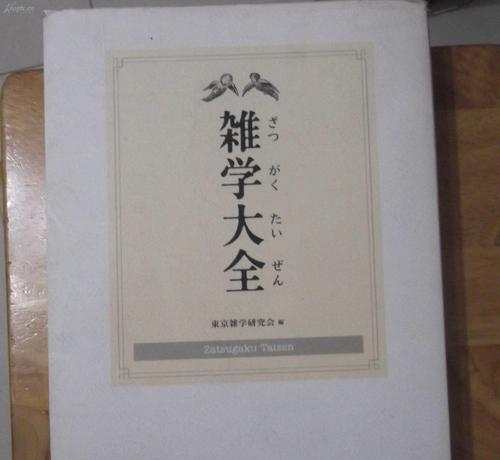 雑学大全
ざつ がく たい ぜん
東京雑学研究会 編
Zatsugaku Taizen